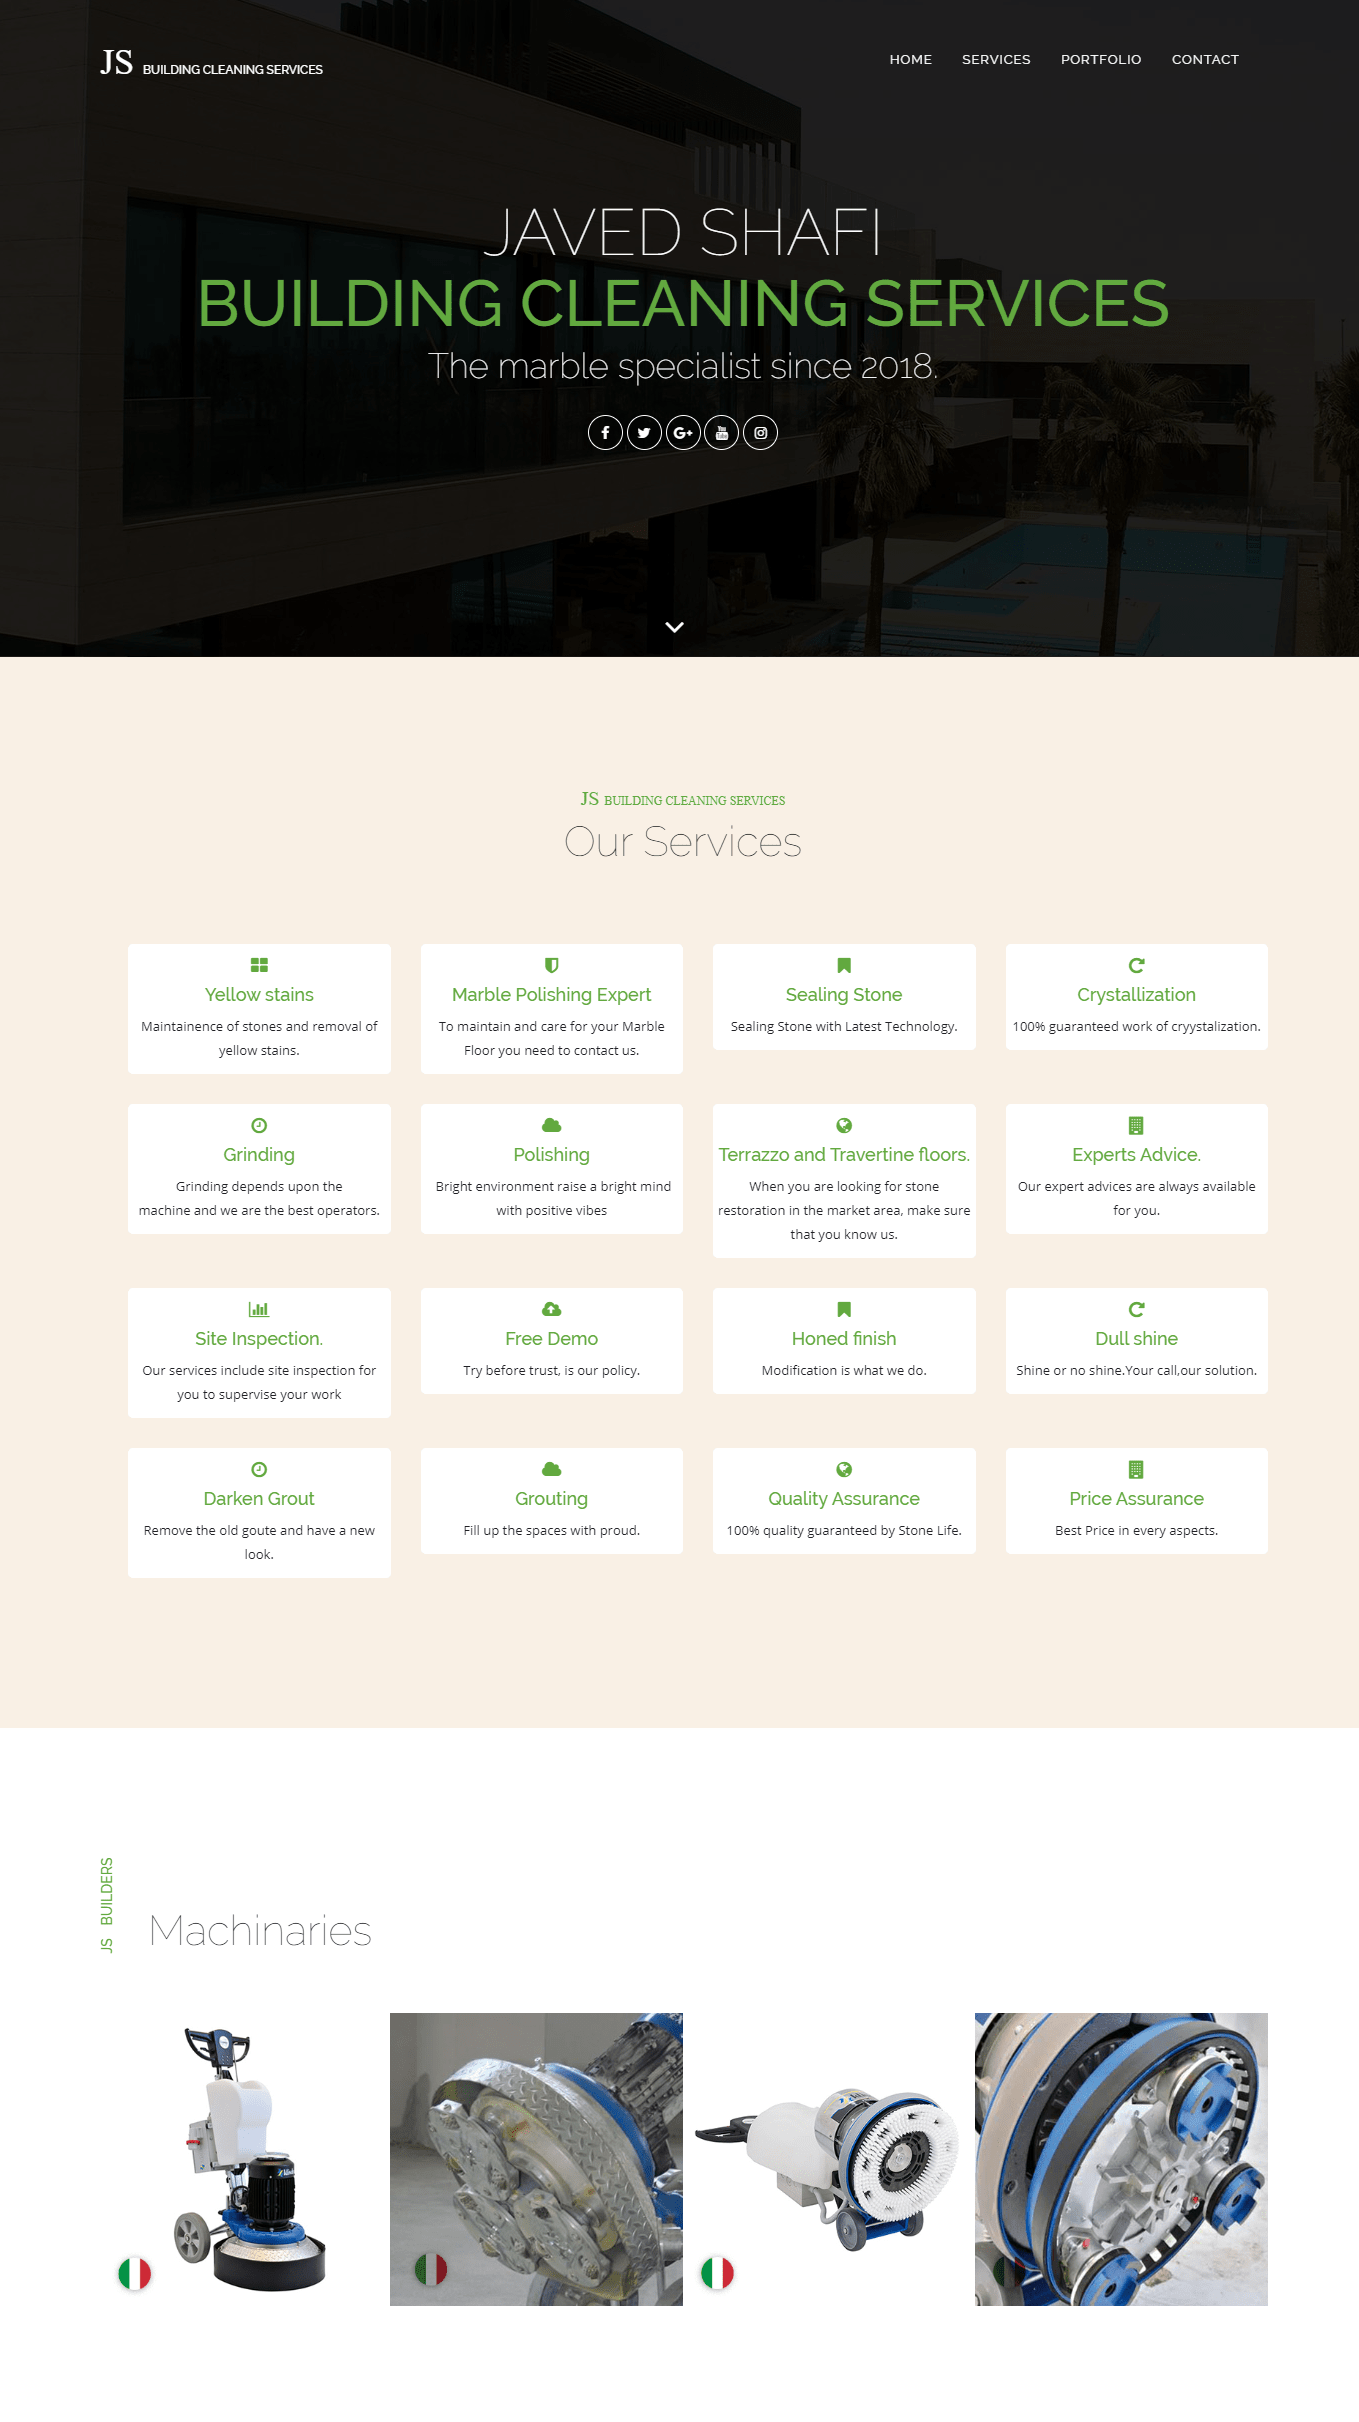 JS BUILDING CLEANING SERVICES
HOME SERVICES PORTFOLIO CONTACT
JAVED SHAFI
BUILDING CLEANING SERVICES
The marble specialist since 2018.
JS BUILDING CLEANING SERVICES
Our Services
Yellow stains
Maintainence of stones and removal of
yellow stains.
Marble Polishing Expert
To maintain and care for your Marble
Floor you need to contact us.
Sealing Stone
Sealing Stone with Latest Technology.
Crystallization
100% guaranteed work of cryystalization.
Grinding
Grinding depends upon the
machine and we are the best operators.
Polishing
Bright environment raise a bright mind
with positive vibes
Terrazzo and Travertine floors.
When you are looking for stone
restoration in the market area, make sure
that you know us.
Experts Advice.
Our expert advices are always available
for you.
Site Inspection.
Our services include site inspection for
you to supervise your work
Free Demo
Try before trust, is our policy.
Honed finish
Modification is what we do.
Dull shine
Shine or no shine.Your call,our solution.
Darken Grout
Remove the old goute and have a new
look.
Grouting
Fill up the spaces with proud.
Quality Assurance
100% quality guaranteed by Stone Life.
Price Assurance
Best Price in every aspects.
JS BUILDERS
Machinaries